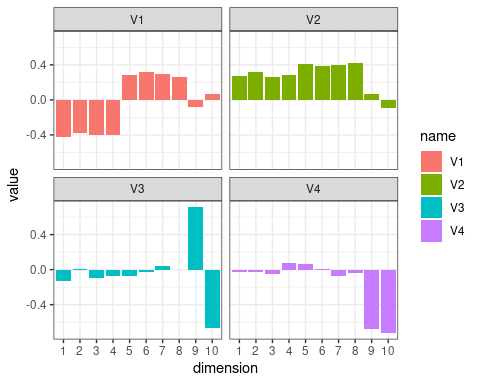 V1 V2
0.4
0.0
-0.4
V3 V4
0.4
0.0
-0.4
1 2 3 4 5 6 7 8 9 10 1 2 3 4 5 6 7 8 9 10
dimension
value
name
V1
V2
V3
V4